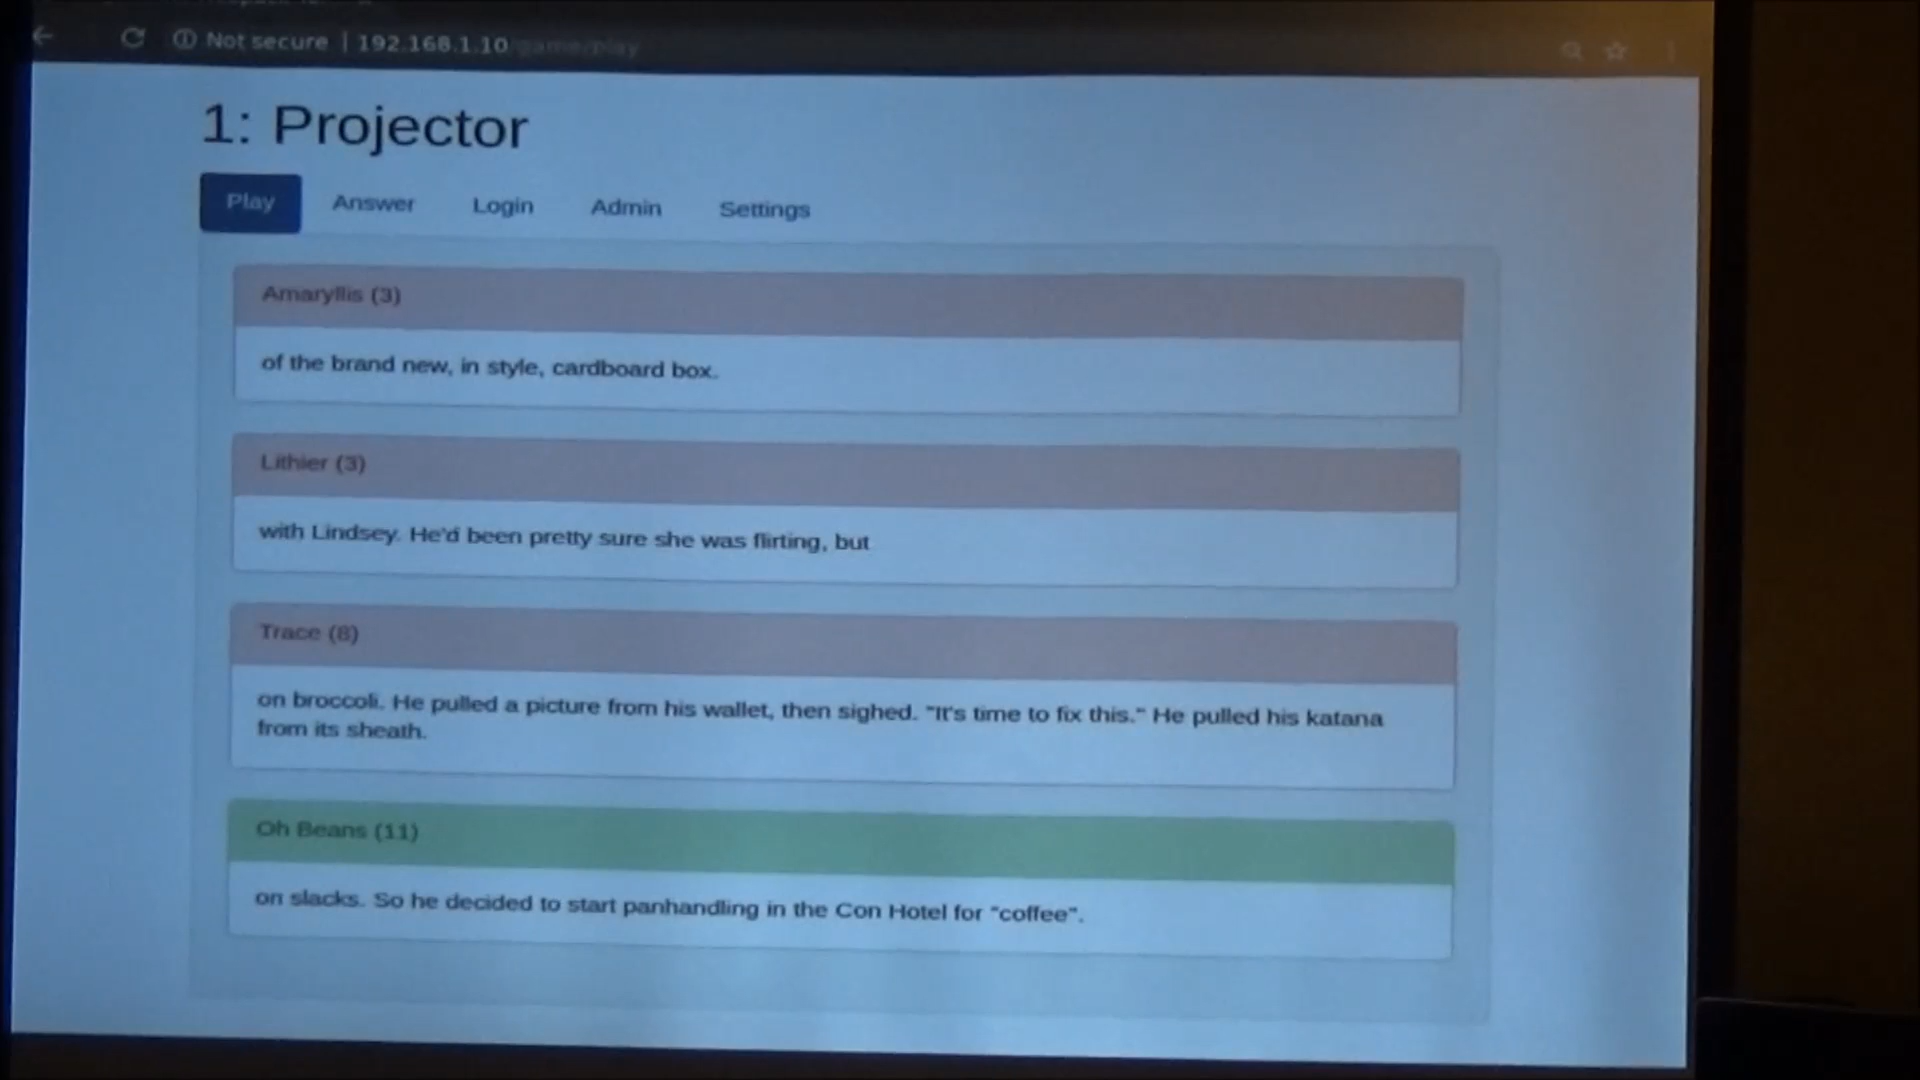 Not secure | 192.168.1.10/game/play
1: Projector
Play Answer Login Admin Settings
Amaryllis (3)
of the brand new, in style, cardboard box.
Lithier (3)
with Lindsey. He'd been pretty sure she was flirting, but
Trace (8)
on broccoli. He pulled a picture from his wallet, then sighed. "It's time to fix this." He pulled his katana
from its sheath.
Oh Beans (11)
on slacks. So he decided to start panhandling in the Con Hotel for "coffee".